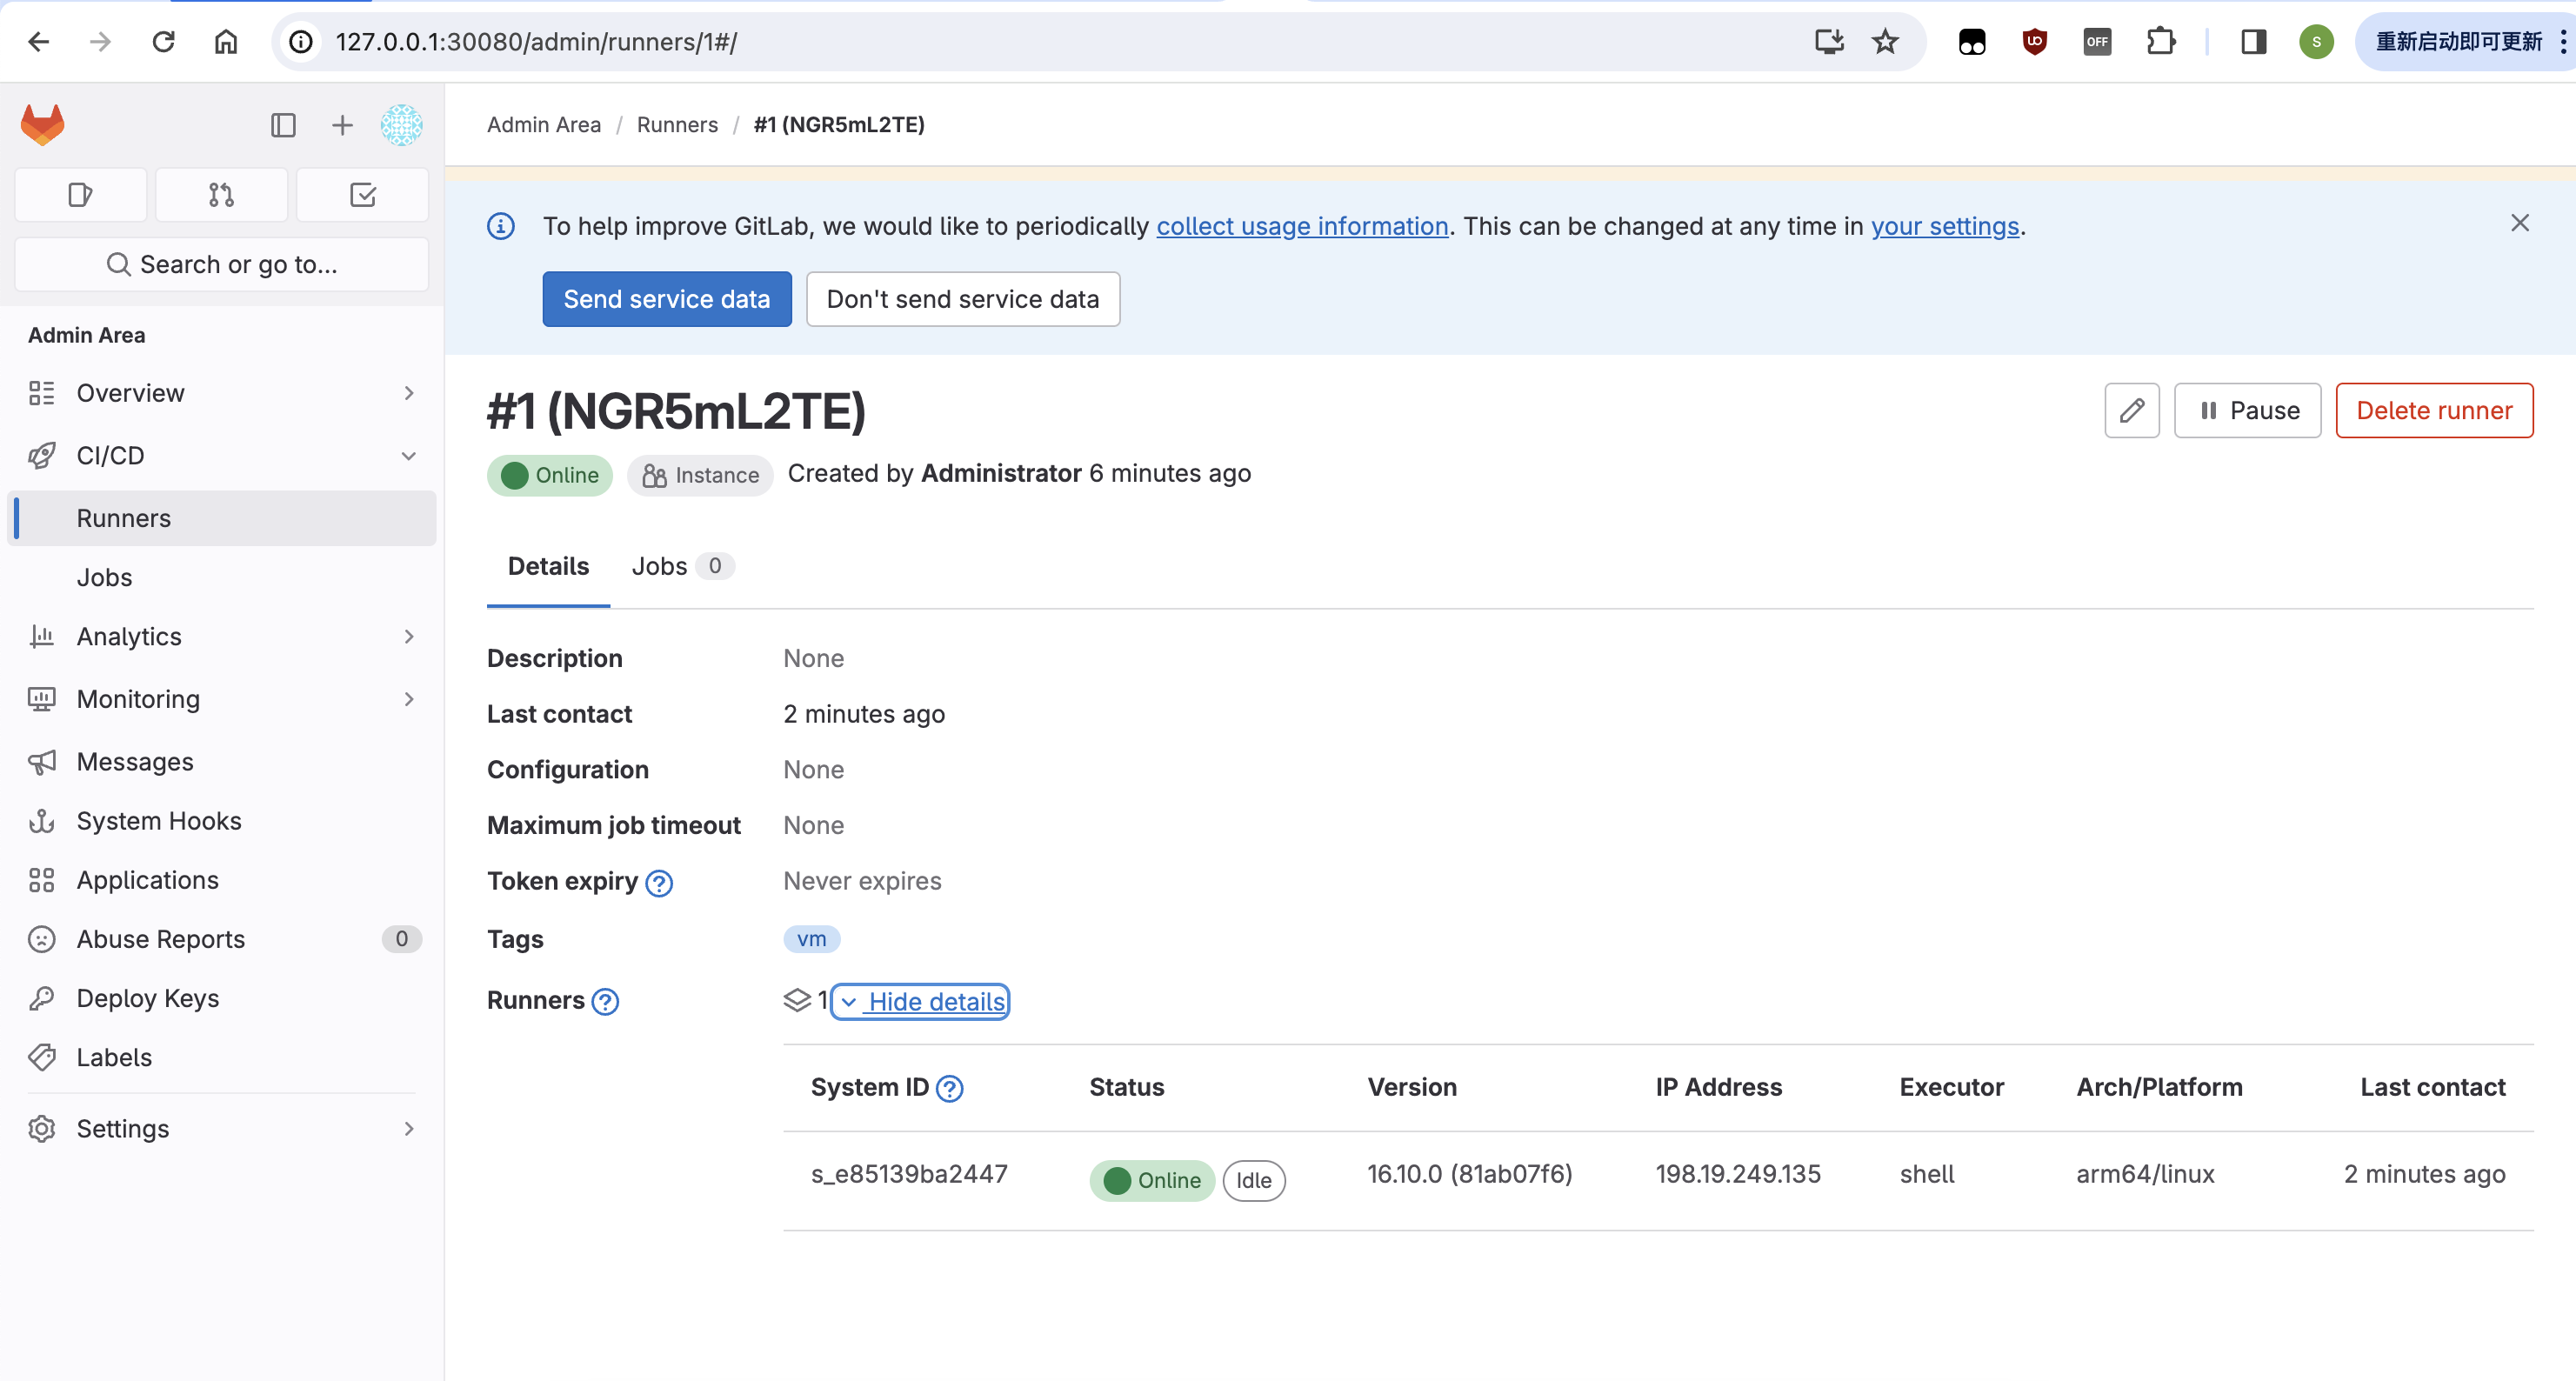 127.0.0.1:30080/admin/runners/1#/
OFF
S
重新启动即可更新
Admin Area / Runners / #1 (NGR5mL2TE)
Search or go to...
Admin Area
Overview
CI/CD
Runners
Jobs
Analytics
Monitoring
Messages
System Hooks
Applications
Abuse Reports 0
Deploy Keys
Labels
Settings
To help improve GitLab, we would like to periodically collect usage information. This can be changed at any time in your settings.
Send service data Don't send service data
#1 (NGR5mL2TE)
Pause Delete runner
Online Instance Created by Administrator 6 minutes ago
Details Jobs 0
Description None
Last contact 2 minutes ago
Configuration None
Maximum job timeout None
Token expiry ? Never expires
Tags vm
Runners ? 1 Hide details
System ID ? Status Version IP Address Executor Arch/Platform Last contact
s_e85139ba2447 Online Idle 16.10.0 (81ab07f6) 198.19.249.135 shell arm64/linux 2 minutes ago